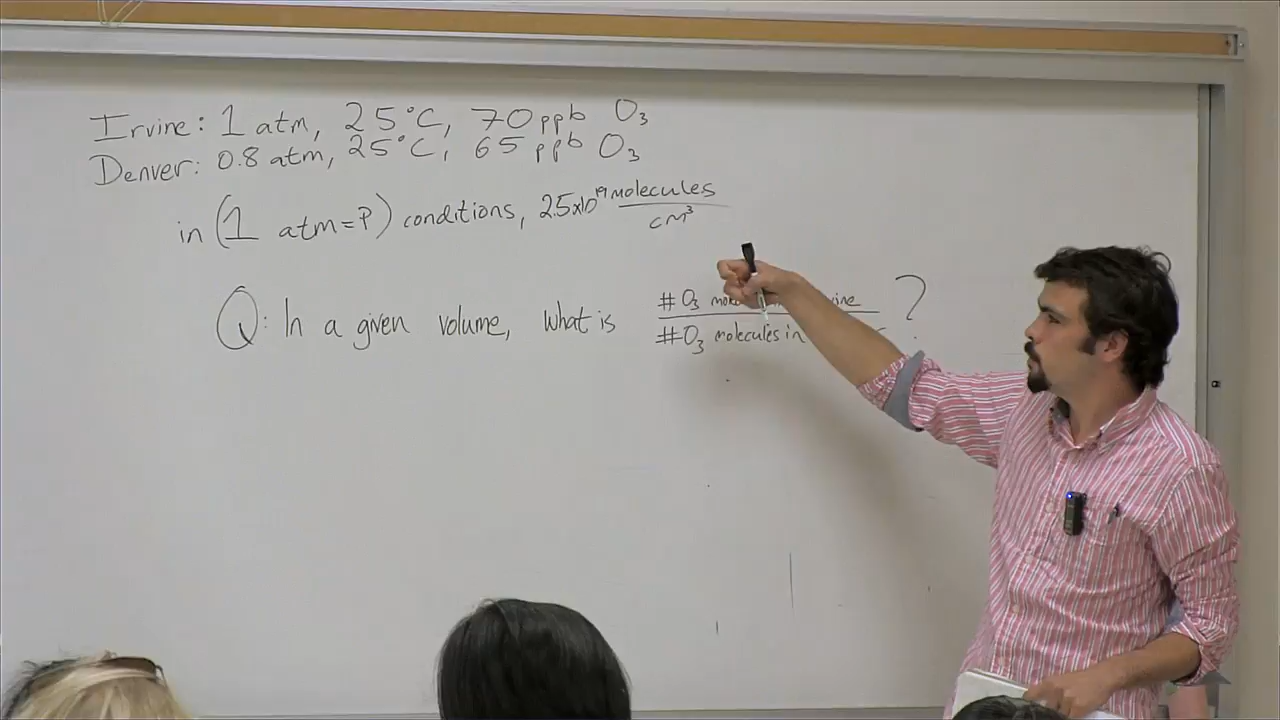 Irvine: 1 atm, 25°C, 70 ppb O₃
Denver: 0.8 atm, 25°C, 65 ppb O₃
in (1 atm=P) conditions, 2.5x10¹⁹ molecules/cm³
Q: In a given volume, what is # O₃ / # O₃ molecules in ?